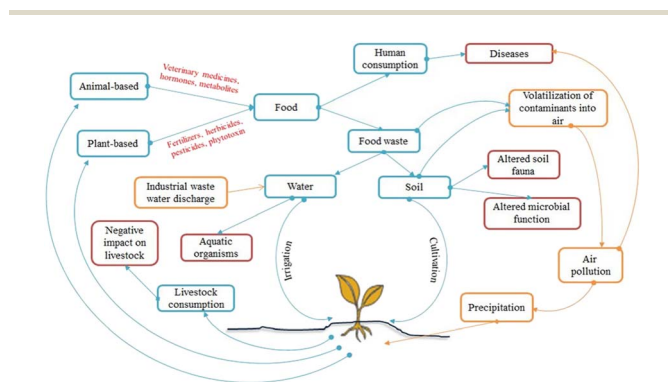 Human
consumption
Diseases
Animal-based
Veterinary medicines,
hormones, metabolites
Food
Volatilization of
contaminants into
air
Plant-based
Fertilizers, herbicides,
pesticides, phytotoxin
Food waste
Altered soil
fauna
Industrial waste
water discharge
Water
Soil
Altered microbial
function
Negative
impact on
livestock
Aquatic
organisms
Irrigation
Cultivation
Air
pollution
Livestock
consumption
Precipitation